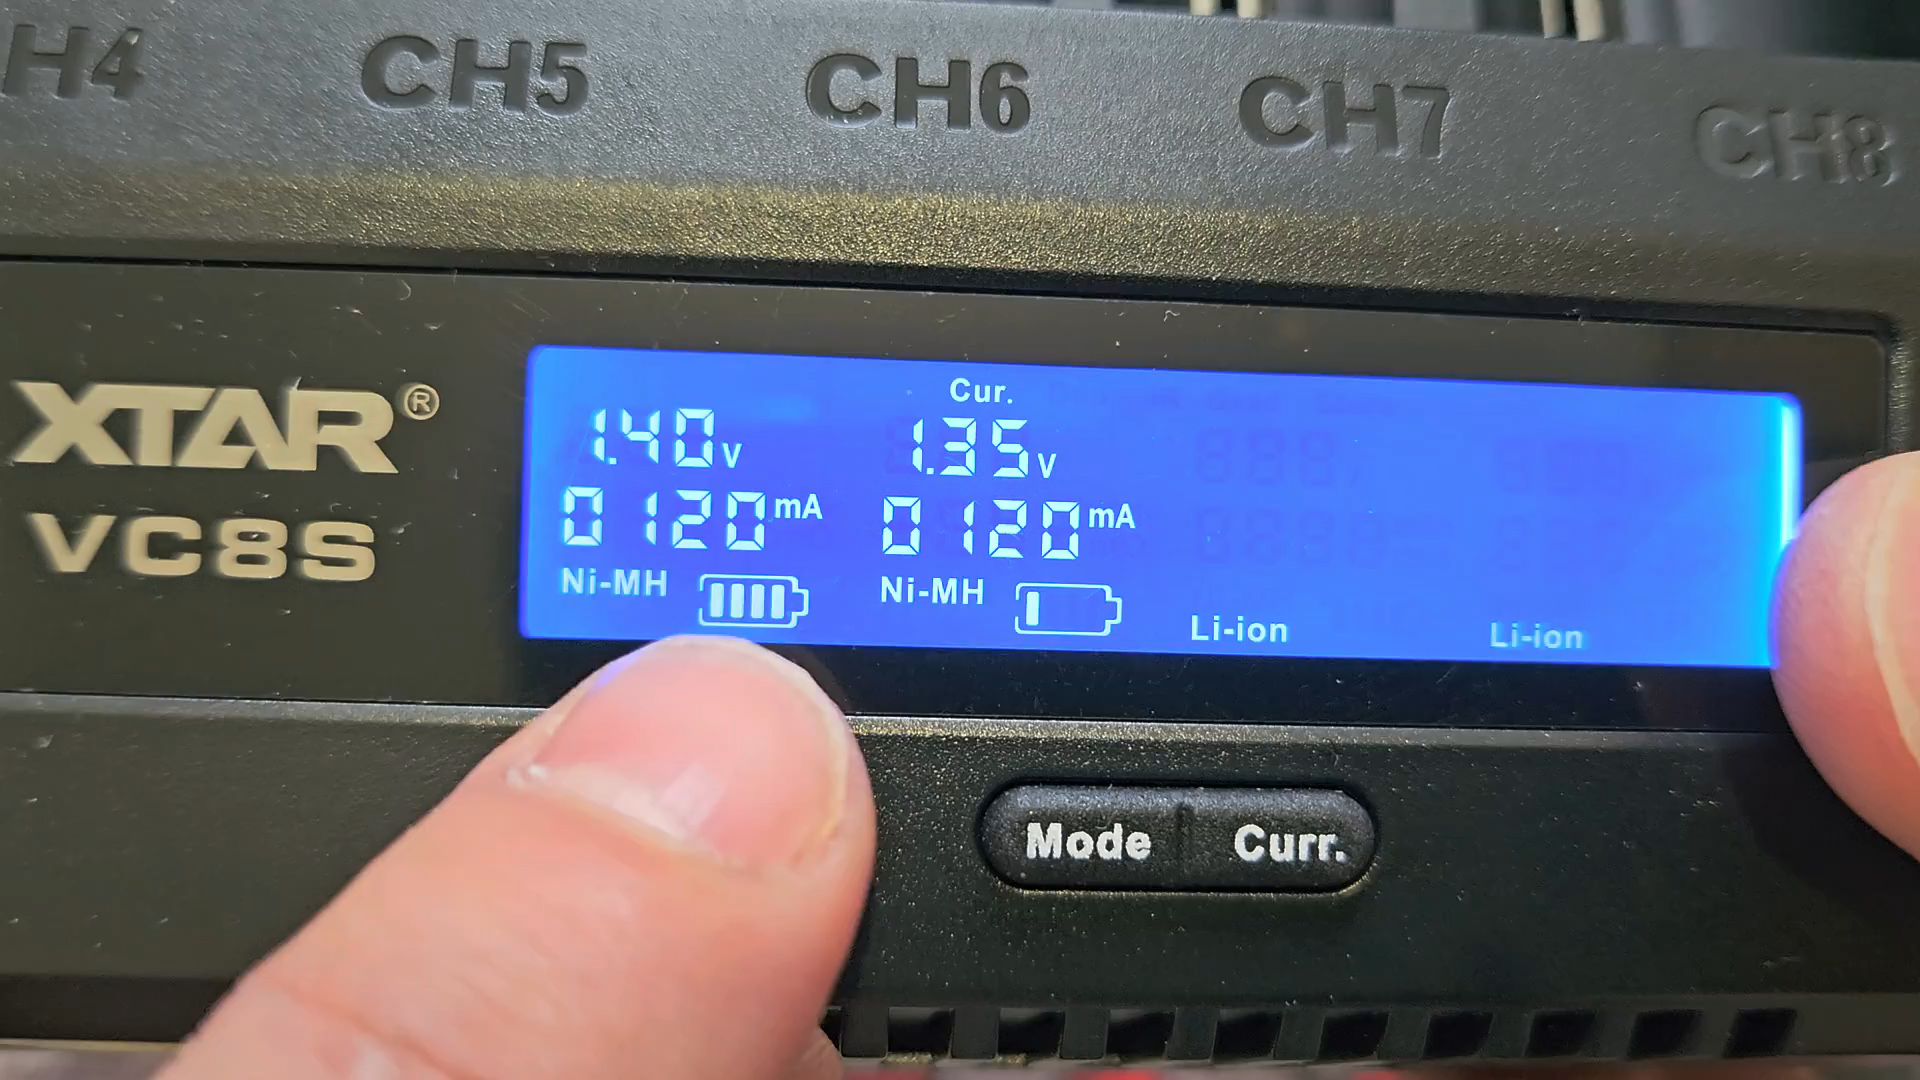 H4 CH5 CH6 CH7 CH8
XTAR®
VC8S
Cur.
1.40V 1.35V
0120mA 0120mA
Ni-MH Ni-MH Li-ion Li-ion
Mode Curr.